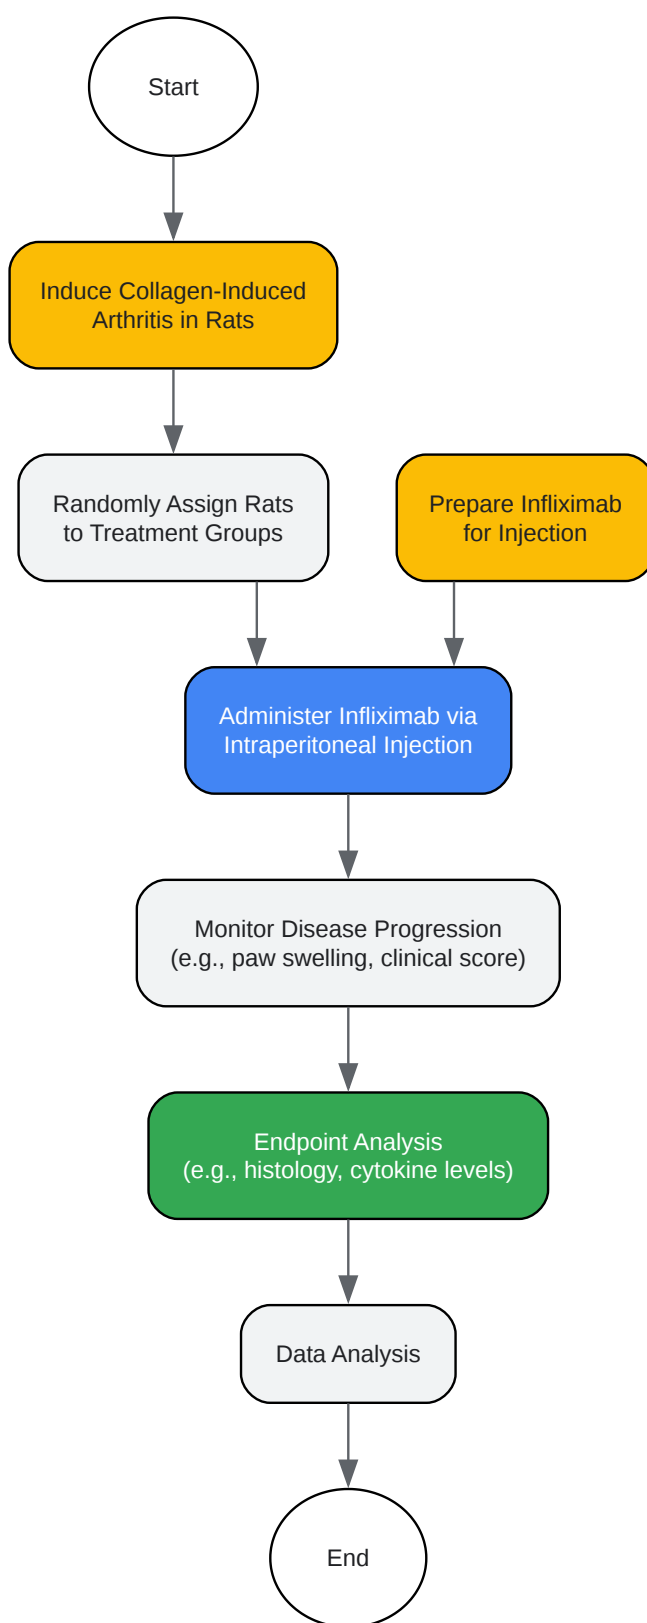 Start
Induce Collagen-Induced
Arthritis in Rats
Randomly Assign Rats
to Treatment Groups
Prepare Infliximab
for Injection
Administer Infliximab via
Intraperitoneal Injection
Monitor Disease Progression
(e.g., paw swelling, clinical score)
Endpoint Analysis
(e.g., histology, cytokine levels)
Data Analysis
End